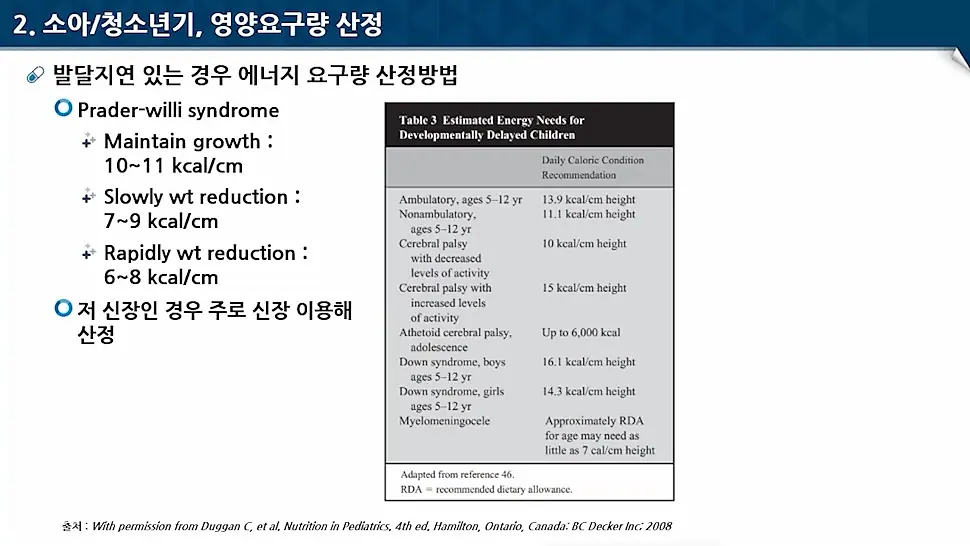 2. 소아/청소년기, 영양요구량 산정
발달지연 있는 경우 에너지 요구량 산정방법
Prader-willi syndrome
Maintain growth :
10~11 kcal/cm
Slowly wt reduction :
7~9 kcal/cm
Rapidly wt reduction :
6~8 kcal/cm
저 신장인 경우 주로 신장 이용해
산정
Table 3 Estimated Energy Needs for
Developmentally Delayed Children
Daily Caloric Condition
Recommendation
Ambulatory, ages 5–12 yr 13.9 kcal/cm height
Nonambulatory, 11.1 kcal/cm height
ages 5–12 yr
Cerebral palsy 10 kcal/cm height
with decreased
levels of activity
Cerebral palsy with 15 kcal/cm height
increased levels
of activity
Athetoid cerebral palsy, Up to 6,000 kcal
adolescence
Down syndrome, boys 16.1 kcal/cm height
ages 5–12 yr
Down syndrome, girls 14.3 kcal/cm height
ages 5–12 yr
Myelomeningocele Approximately RDA
for age may need as
little as 7 cal/cm height
Adapted from reference 46.
RDA = recommended dietary allowance.
출처 : With permission from Duggan C, et al. Nutrition in Pediatrics. 4th ed. Hamilton, Ontario, Canada: BC Decker Inc; 2008